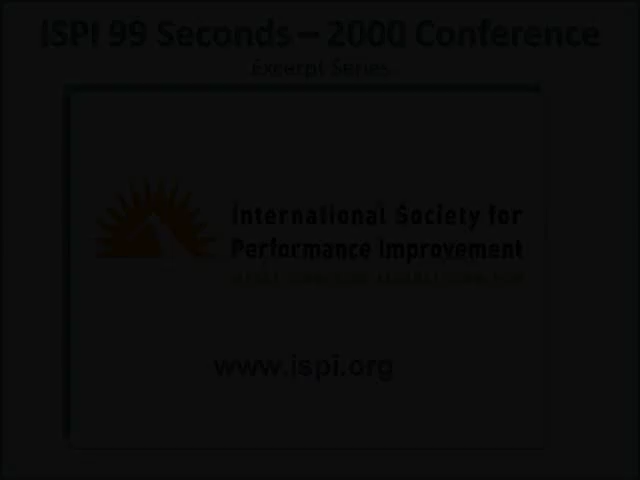 ISPI 99 Seconds – 2000 Conference
Excerpt Series
International Society for
Performance Improvement
www.ispi.org